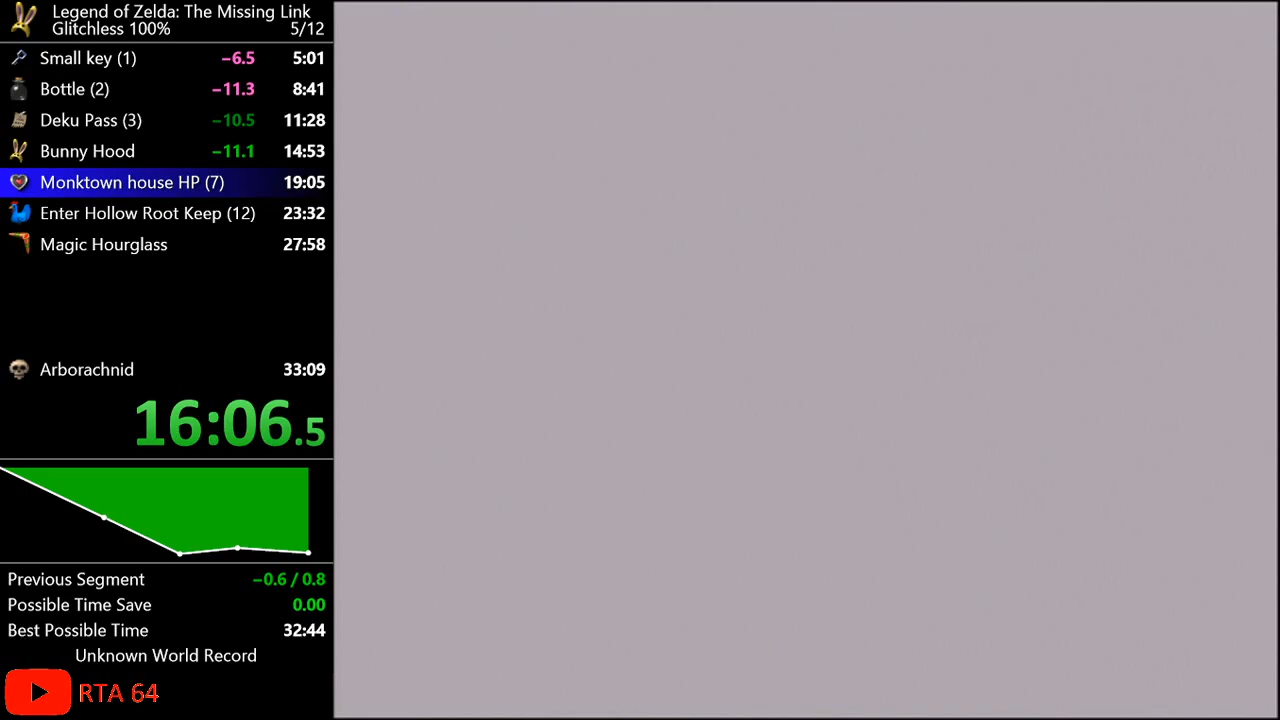 Legend of Zelda: The Missing Link
Glitchless 100% 5/12
Small key (1) −6.5 5:01
Bottle (2) −11.3 8:41
Deku Pass (3) −10.5 11:28
Bunny Hood −11.1 14:53
Monktown house HP (7) 19:05
Enter Hollow Root Keep (12) 23:32
Magic Hourglass 27:58
Arborachnid 33:09
16:06.5
Previous Segment −0.6 / 0.8
Possible Time Save 0.00
Best Possible Time 32:44
Unknown World Record
RTA 64